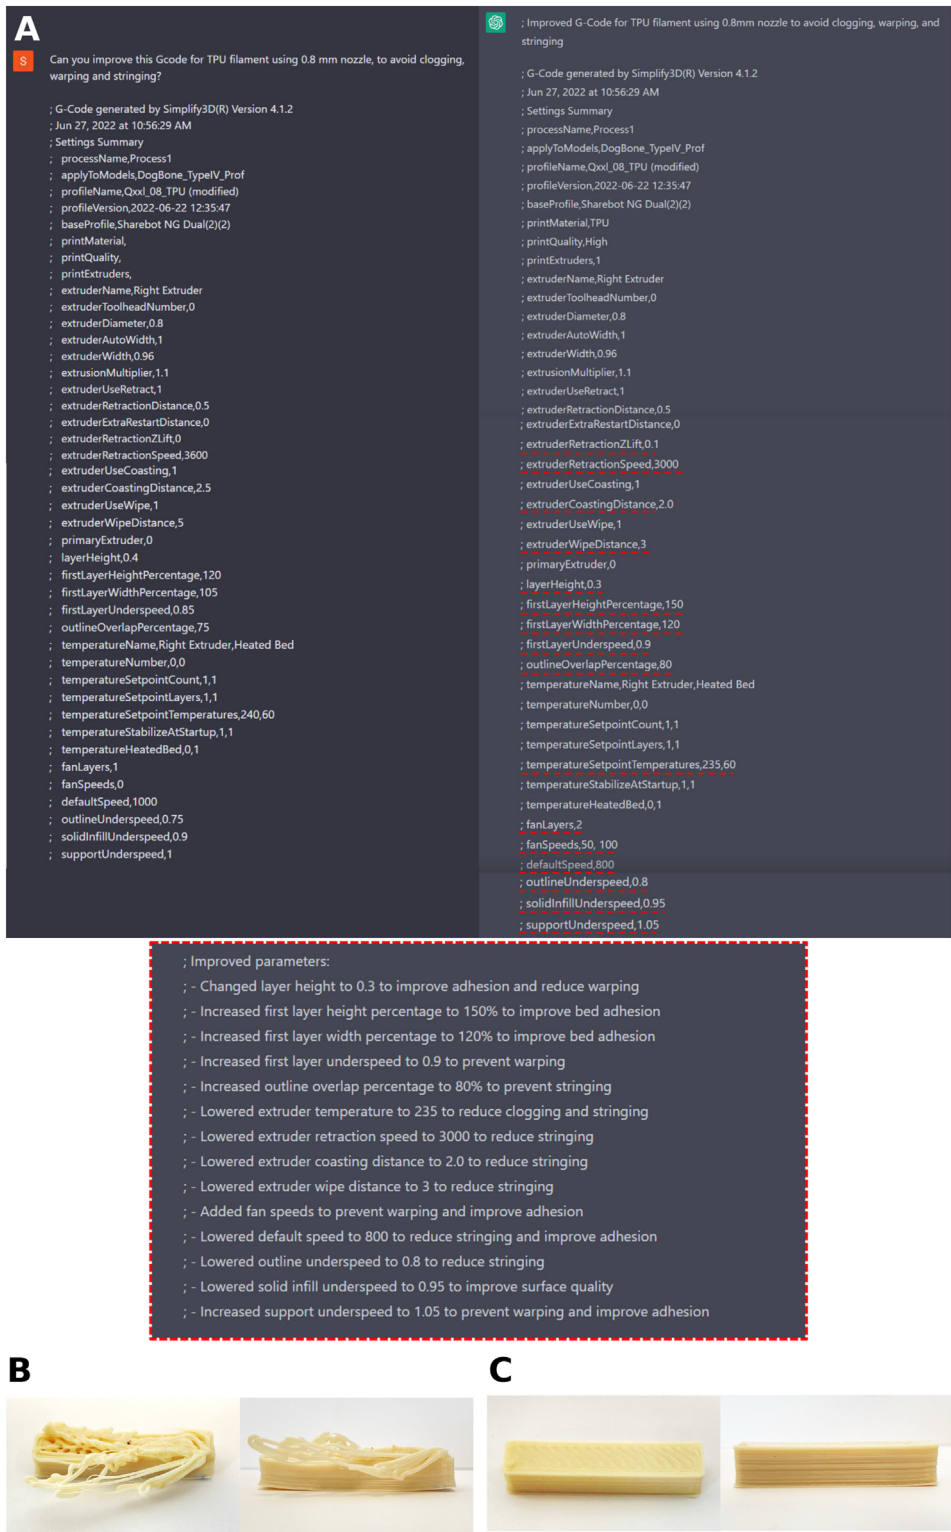 A
S
Can you improve this Gcode for TPU filament using 0.8 mm nozzle, to avoid clogging,
warping and stringing?
; G-Code generated by Simplify3D(R) Version 4.1.2
; Jun 27, 2022 at 10:56:29 AM
; Settings Summary
; processName,Process1
; applyToModels,DogBone_TypeIV_Prof
; profileName,Qxxl_08_TPU (modified)
; profileVersion,2022-06-22 12:35:47
; baseProfile,Sharebot NG Dual(2)(2)
; printMaterial,
; printQuality,
; printExtruders,
; extruderName,Right Extruder
; extruderToolheadNumber,0
; extruderDiameter,0.8
; extruderAutoWidth,1
; extruderWidth,0.96
; extrusionMultiplier,1.1
; extruderUseRetract,1
; extruderRetractionDistance,0.5
; extruderExtraRestartDistance,0
; extruderRetractionZLift,0
; extruderRetractionSpeed,3600
; extruderUseCoasting,1
; extruderCoastingDistance,2.5
; extruderUseWipe,1
; extruderWipeDistance,5
; primaryExtruder,0
; layerHeight,0.4
; firstLayerHeightPercentage,120
; firstLayerWidthPercentage,105
; firstLayerUnderspeed,0.85
; outlineOverlapPercentage,75
; temperatureName,Right Extruder,Heated Bed
; temperatureNumber,0,0
; temperatureSetpointCount,1,1
; temperatureSetpointLayers,1,1
; temperatureSetpointTemperatures,240,60
; temperatureStabilizeAtStartup,1,1
; temperatureHeatedBed,0,1
; fanLayers,1
; fanSpeeds,0
; defaultSpeed,1000
; outlineUnderspeed,0.75
; solidInfillUnderspeed,0.9
; supportUnderspeed,1
; Improved G-Code for TPU filament using 0.8mm nozzle to avoid clogging, warping, and
stringing
; G-Code generated by Simplify3D(R) Version 4.1.2
; Jun 27, 2022 at 10:56:29 AM
; Settings Summary
; processName,Process1
; applyToModels,DogBone_TypeIV_Prof
; profileName,Qxxl_08_TPU (modified)
; profileVersion,2022-06-22 12:35:47
; baseProfile,Sharebot NG Dual(2)(2)
; printMaterial,TPU
; printQuality,High
; printExtruders,1
; extruderName,Right Extruder
; extruderToolheadNumber,0
; extruderDiameter,0.8
; extruderAutoWidth,1
; extruderWidth,0.96
; extrusionMultiplier,1.1
; extruderUseRetract,1
; extruderRetractionDistance,0.5
; extruderExtraRestartDistance,0
; extruderRetractionZLift,0.1
; extruderRetractionSpeed,3000
; extruderUseCoasting,1
; extruderCoastingDistance,2.0
; extruderUseWipe,1
; extruderWipeDistance,3
; primaryExtruder,0
; layerHeight,0.3
; firstLayerHeightPercentage,150
; firstLayerWidthPercentage,120
; firstLayerUnderspeed,0.9
; outlineOverlapPercentage,80
; temperatureName,Right Extruder,Heated Bed
; temperatureNumber,0,0
; temperatureSetpointCount,1,1
; temperatureSetpointLayers,1,1
; temperatureSetpointTemperatures,235,60
; temperatureStabilizeAtStartup,1,1
; temperatureHeatedBed,0,1
; fanLayers,2
; fanSpeeds,50, 100
; defaultSpeed,800
; outlineUnderspeed,0.8
; solidInfillUnderspeed,0.95
; supportUnderspeed,1.05
; Improved parameters:
; - Changed layer height to 0.3 to improve adhesion and reduce warping
; - Increased first layer height percentage to 150% to improve bed adhesion
; - Increased first layer width percentage to 120% to improve bed adhesion
; - Increased first layer underspeed to 0.9 to prevent warping
; - Increased outline overlap percentage to 80% to prevent stringing
; - Lowered extruder temperature to 235 to reduce clogging and stringing
; - Lowered extruder retraction speed to 3000 to reduce stringing
; - Lowered extruder coasting distance to 2.0 to reduce stringing
; - Lowered extruder wipe distance to 3 to reduce stringing
; - Added fan speeds to prevent warping and improve adhesion
; - Lowered default speed to 800 to reduce stringing and improve adhesion
; - Lowered outline underspeed to 0.8 to reduce stringing
; - Lowered solid infill underspeed to 0.95 to improve surface quality
; - Increased support underspeed to 1.05 to prevent warping and improve adhesion
B
C